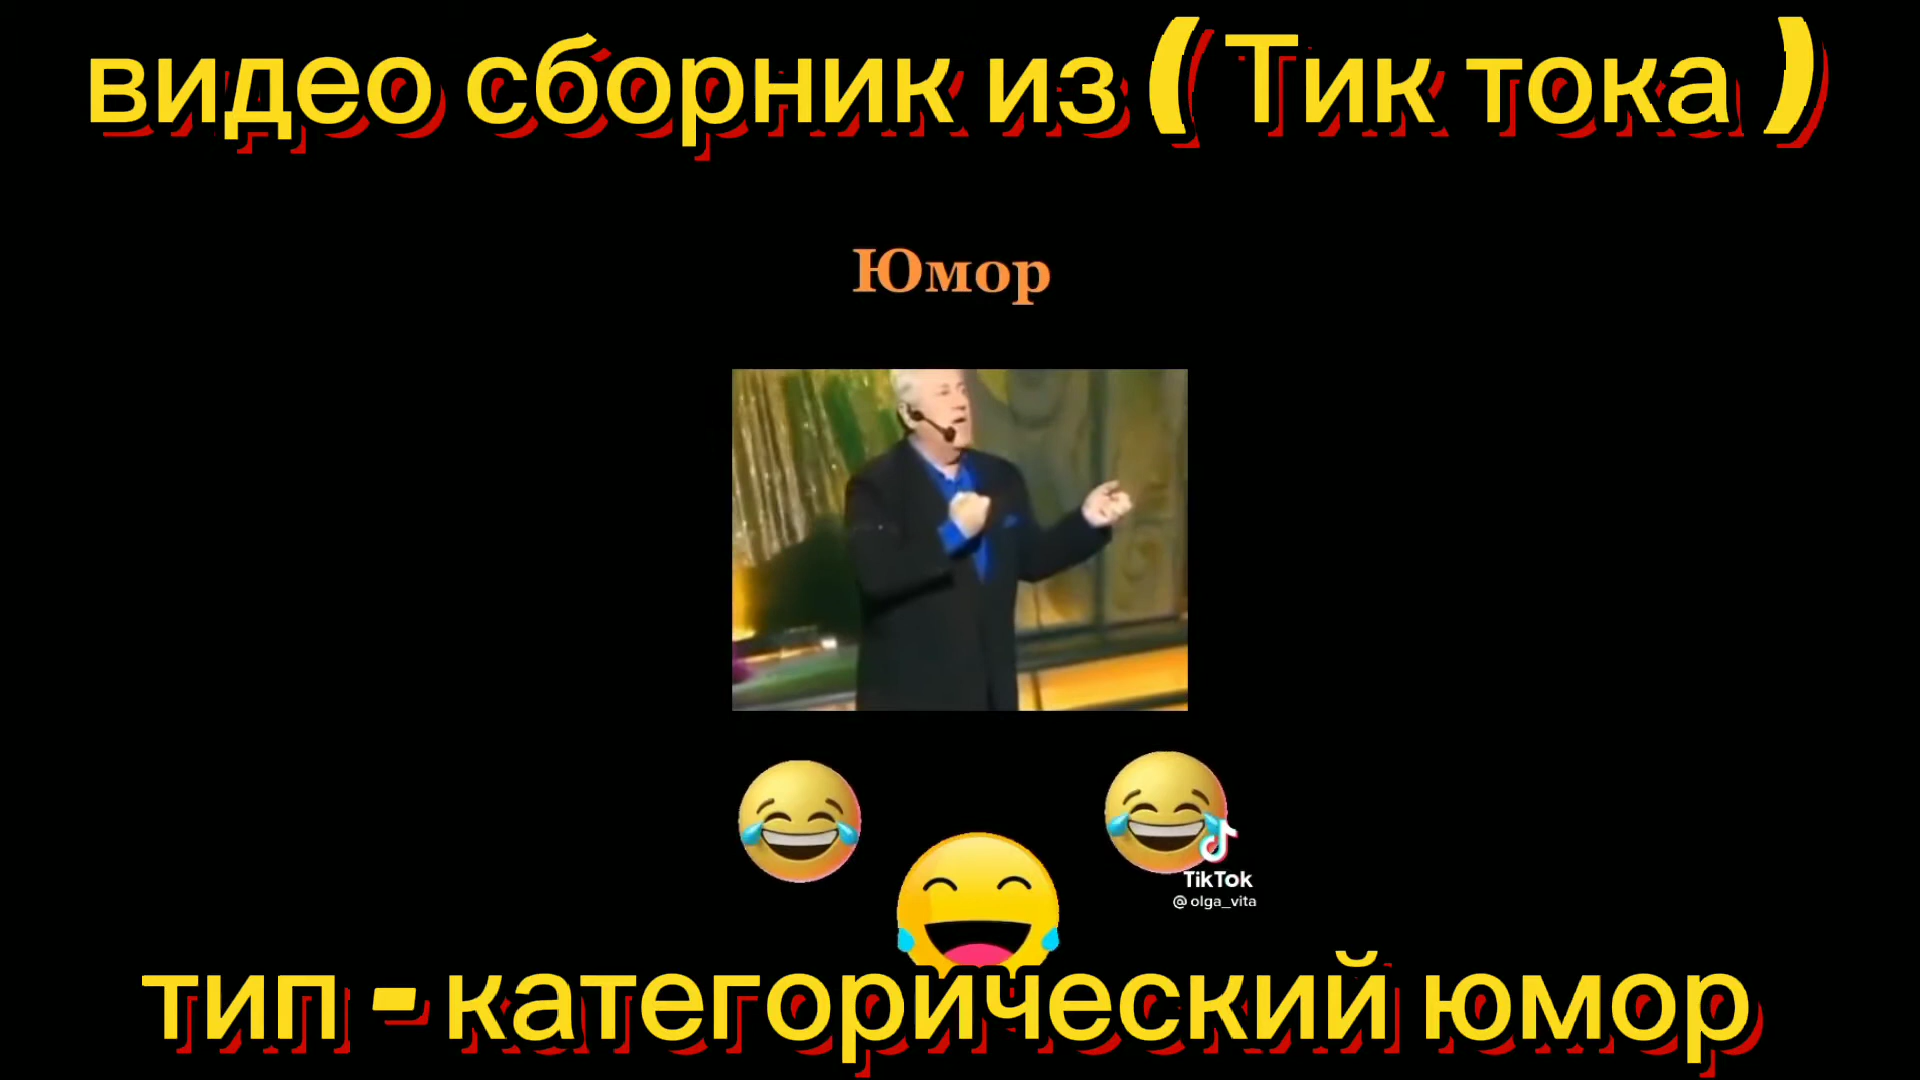 видео сборник из ( Тик тока )
Юмор
TikTok
@olga_vita
тип - категорический юмор